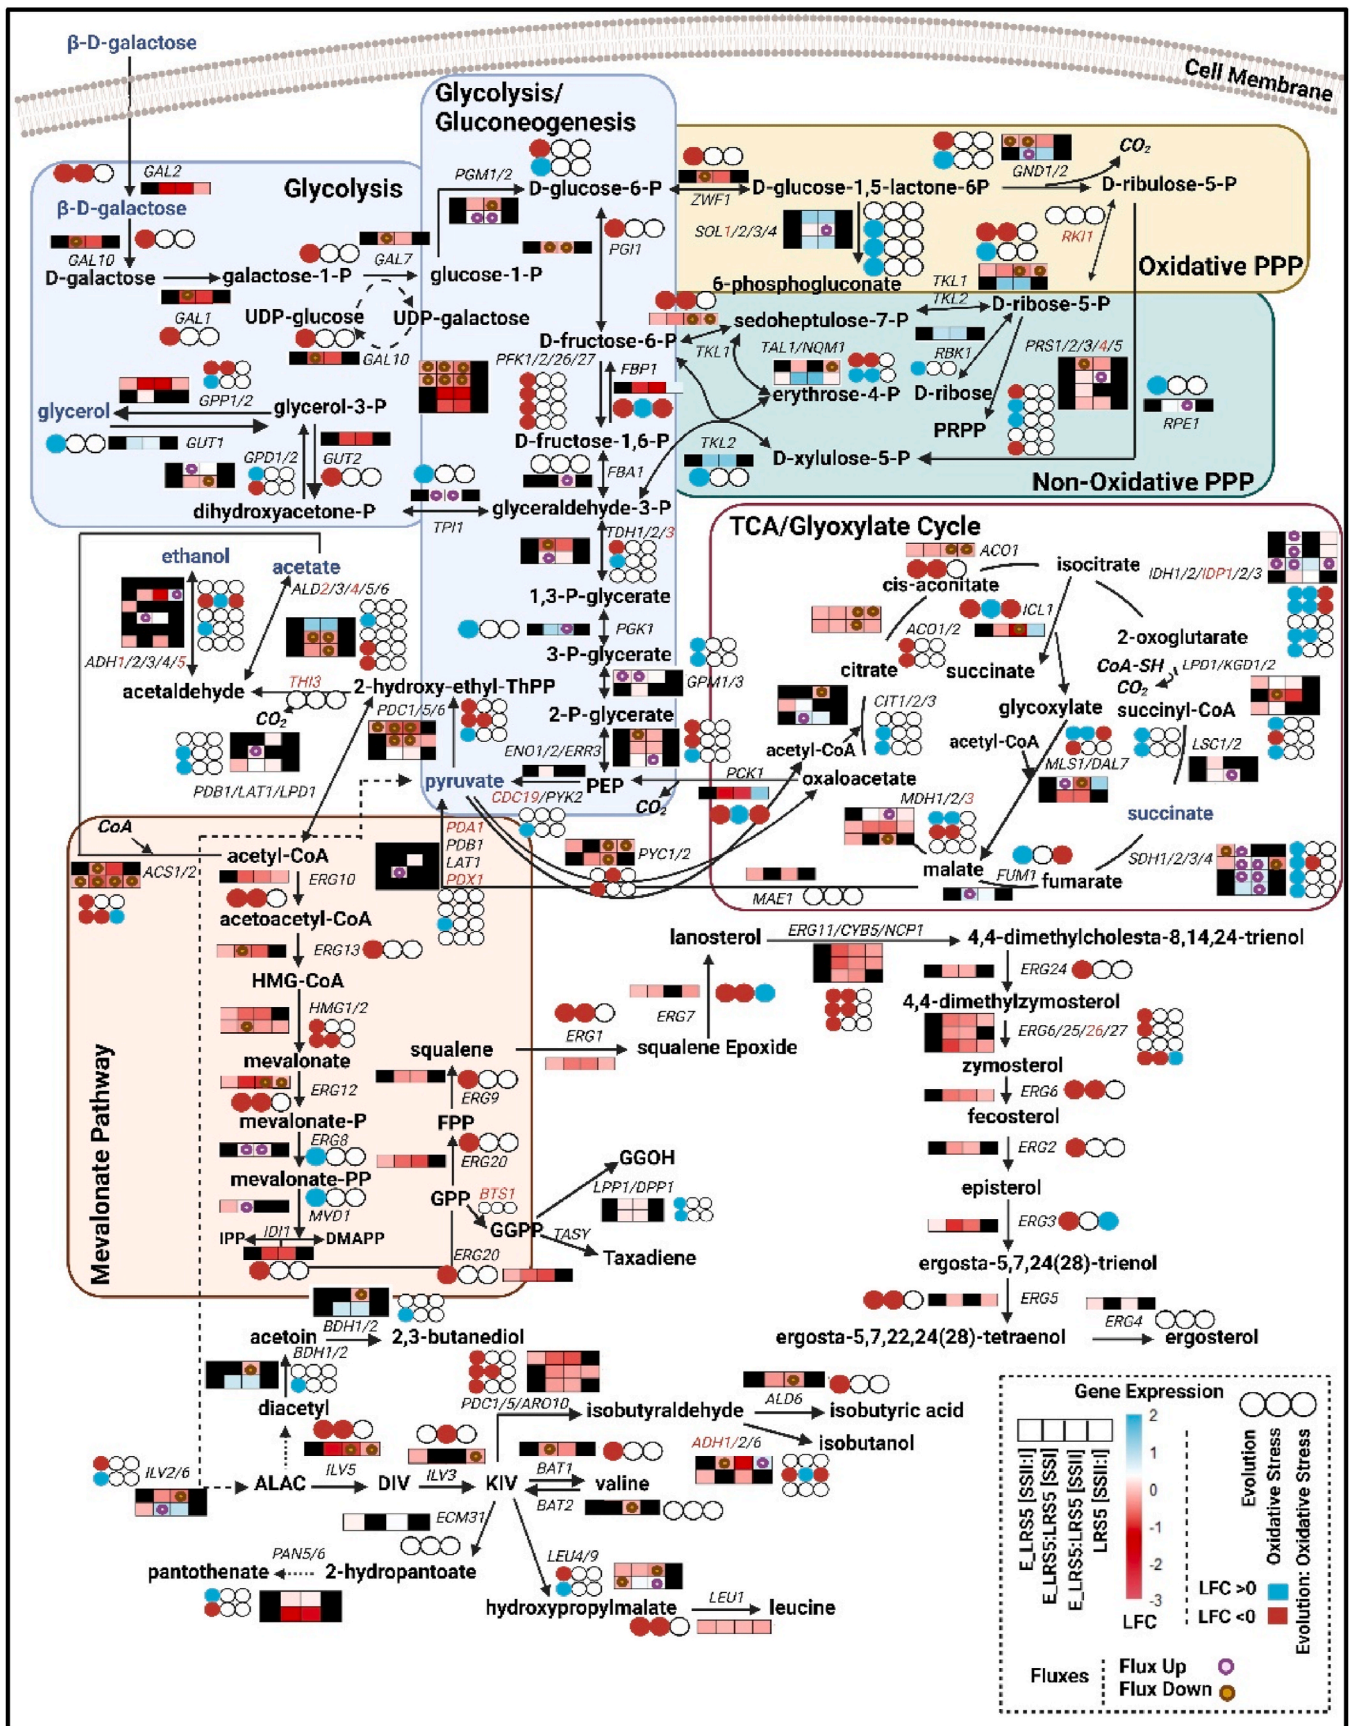 β-D-galactose
Cell Membrane
Glycolysis/
Gluconeogenesis
GAL2
Glycolysis
PGM1/2
D-glucose-6-P
ZWF1
D-glucose-1,5-lactone-6P
GND1/2
CO₂
D-ribulose-5-P
β-D-galactose
GAL10
D-galactose
galactose-1-P
GAL7
glucose-1-P
PGI1
SOL1/2/3/4
RKI1
Oxidative PPP
6-phosphogluconate
TKL1
TKL2
D-ribose-5-P
GAL1
UDP-glucose
UDP-galactose
GAL10
D-fructose-6-P
sedoheptulose-7-P
TKL1
TAL1/NQM1
RBK1
PRS1/2/3/4/5
PFK1/2/26/27
FBP1
erythrose-4-P
D-ribose
RPE1
GPP1/2
glycerol
glycerol-3-P
D-fructose-1,6-P
PRPP
GUT1
GPD1/2
GUT2
FBA1
TKL2
D-xylulose-5-P
Non-Oxidative PPP
dihydroxyacetone-P
TPI1
glyceraldehyde-3-P
TCA/Glyoxylate Cycle
ethanol
acetate
TDH1/2/3
ACO1
cis-aconitate
isocitrate
IDH1/2/IDP1/2/3
ALD2/3/4/5/6
1,3-P-glycerate
ICL1
PGK1
ACO1/2
2-oxoglutarate
3-P-glycerate
citrate
succinate
CoA-SH
LPD1/KGD1/2
CO₂
ADH1/2/3/4/5
acetaldehyde
THI3
2-hydroxy-ethyl-ThPP
GPM1/3
CIT1/2/3
glyoxylate
succinyl-CoA
CO₂
PDC1/5/6
2-P-glycerate
acetyl-CoA
acetyl-CoA
LSC1/2
ENO1/2/ERR3
oxaloacetate
MLS1/DAL7
PDB1/LAT1/LPD1
pyruvate
PEP
PCK1
CO₂
CDC19/PYK2
MDH1/2/3
succinate
CoA
PDA1
PDB1
LAT1
PDX1
PYC1/2
malate
FUM1
fumarate
SDH1/2/3/4
acetyl-CoA
ACS1/2
ERG10
MAE1
acetoacetyl-CoA
ERG13
lanosterol
ERG11/CYB5/NCP1
4,4-dimethylcholesta-8,14,24-trienol
HMG-CoA
ERG24
HMG1/2
ERG7
4,4-dimethylzymosterol
mevalonate
squalene
ERG1
squalene Epoxide
ERG6/25/26/27
zymosterol
ERG12
ERG9
ERG6
mevalonate-P
FPP
fecosterol
ERG8
ERG20
ERG2
mevalonate-PP
GGOH
MVD1
GPP
BTS1
LPP1/DPP1
episterol
IPP
IDI1
DMAPP
GGPP
TASY
ERG3
Taxadiene
ERG20
ergosta-5,7,24(28)-trienol
Mevalonate Pathway
ERG5
BDH1/2
acetoin
2,3-butanediol
ERG4
ergosta-5,7,22,24(28)-tetraenol
ergosterol
BDH1/2
diacetyl
PDC1/5/ARO10
isobutyraldehyde
ALD6
isobutyric acid
isobutanol
ADH1/2/6
ILV2/6
ALAC
ILV5
DIV
ILV3
KIV
BAT1
valine
BAT2
ECM31
PAN5/6
pantothenate
2-hydropantoate
LEU4/9
hydroxypropylmalate
LEU1
leucine
Gene Expression
E_LRS5 [SSII:I]
E_LRS5:LRS5 [SSI]
E_LRS5:LRS5 [SSII]
LRS5 [SSII:I]
2
1
0
-1
-2
-3
LFC
Evolution
Oxidative Stress
Evolution: Oxidative Stress
LFC >0
LFC <0
Fluxes
Flux Up
Flux Down